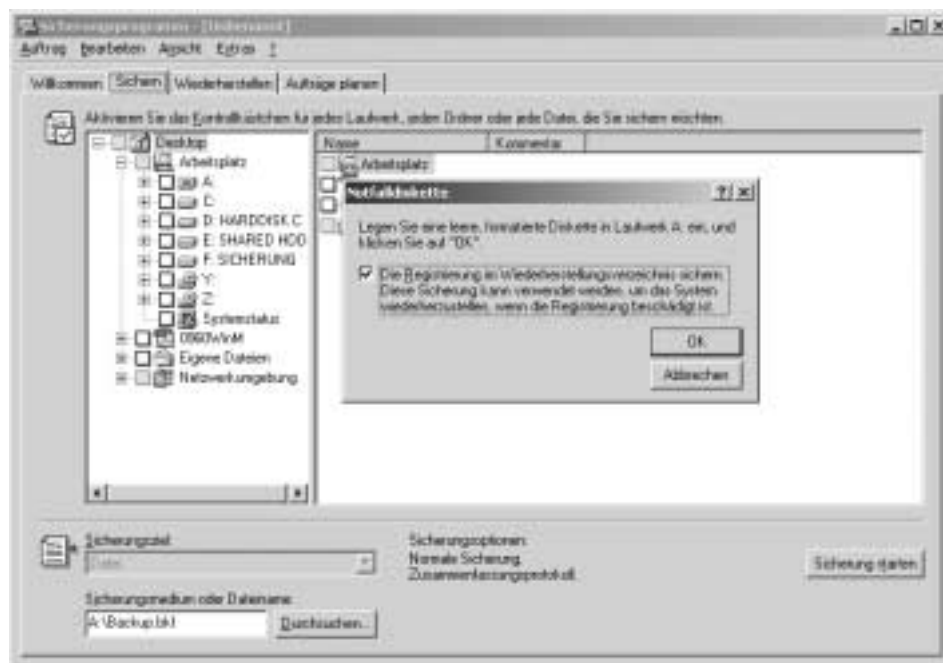 Sicherungsprogramm - [Unbenannt]
Auftrag Bearbeiten Ansicht Extras ?
Willkommen Sichern Wiederherstellen Aufträge planen
Aktivieren Sie das Kontrollkästchen für jedes Laufwerk, jeden Ordner oder jede Datei, die Sie sichern möchten.
Desktop
Arbeitsplatz
A:
C:
D: HARDDISK C
E: SHARED HDD
F: SICHERUNG
Y:
Z:
Systemstatus
Eigene Dateien
Netzwerkumgebung
Name Kommentar
Arbeitsplatz
Notfalldiskette
Legen Sie eine leere, formatierte Diskette in Laufwerk A: ein, und
klicken Sie auf "OK".
Die Registrierung im Wiederherstellungsverzeichnis sichern.
Diese Sicherung kann verwendet werden, um das System
wiederherzustellen, wenn die Registrierung beschädigt ist.
OK
Abbrechen
Sicherungsziel:
Datei
Sicherungsmedium oder Dateiname:
A:\Backup.bkf
Durchsuchen...
Sicherungsoptionen:
Normale Sicherung.
Zusammenfassungsprotokoll.
Sicherung starten